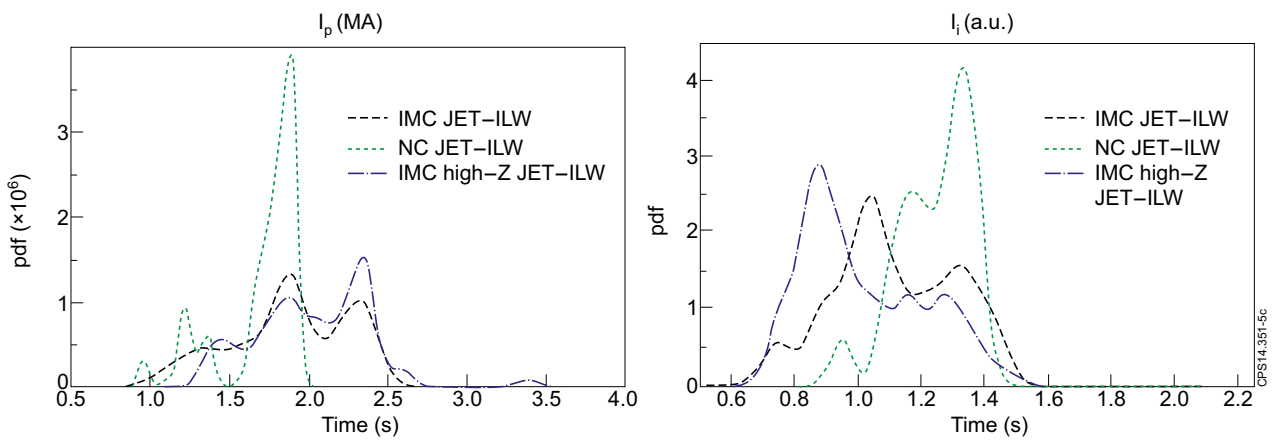 I_p (MA)
pdf (×10⁶)
3
2
1
0
0.5 1.0 1.5 2.0 2.5 3.0 3.5 4.0
Time (s)
IMC JET–ILW
NC JET–ILW
IMC high–Z JET–ILW
I_i (a.u.)
pdf
4
3
2
1
0
0.6 0.8 1.0 1.2 1.4 1.6 1.8 2.0 2.2
Time (s)
IMC JET–ILW
NC JET–ILW
IMC high–Z
JET–ILW
CPS14.351-5c